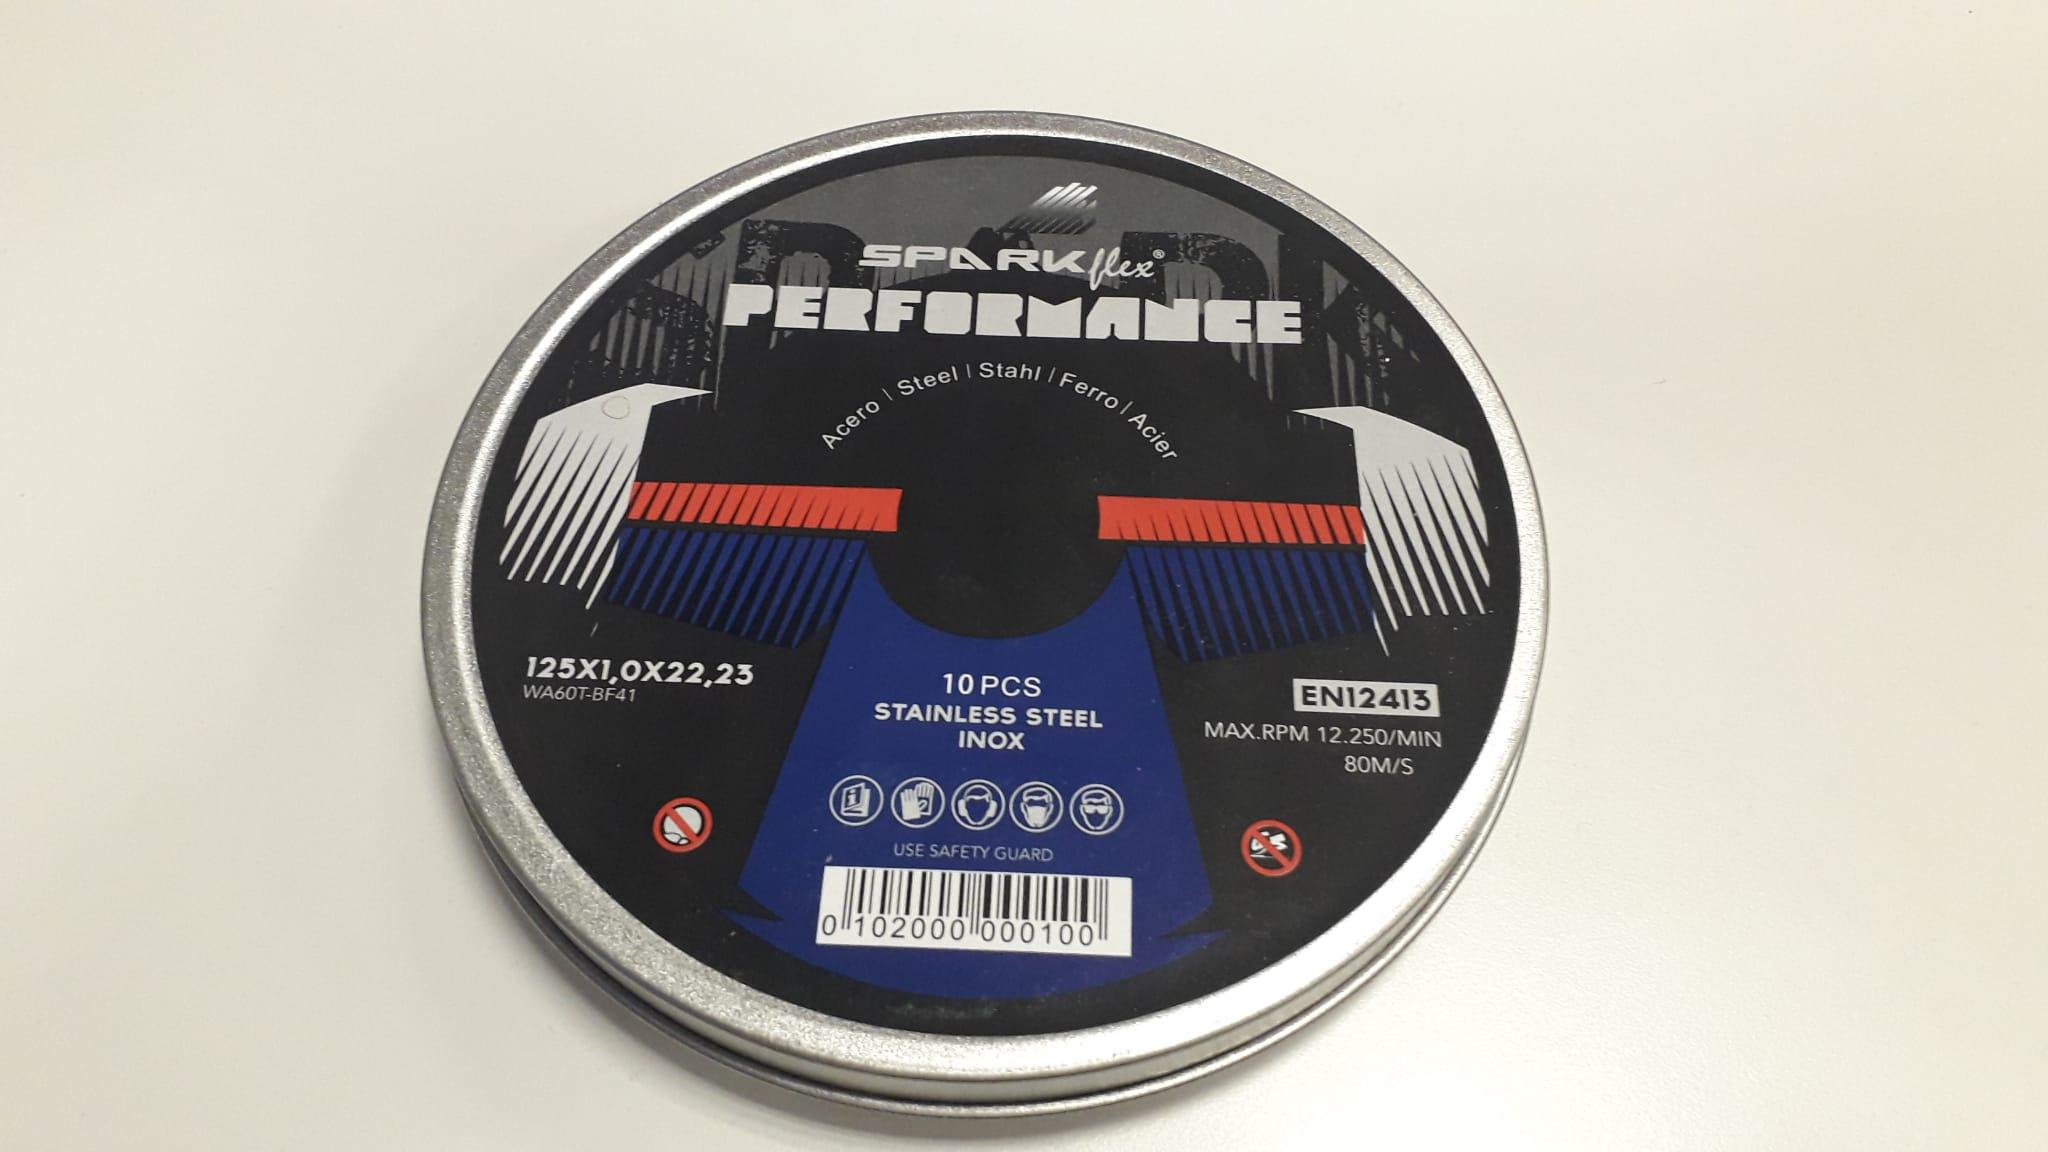 SPARKflex®
PERFORMANCE
Acero | Steel | Stahl | Ferro | Acier
125X1,0X22,23
WA60T-BF41
10 PCS
STAINLESS STEEL
INOX
EN12413
MAX.RPM 12.250/MIN
80M/S
USE SAFETY GUARD
0 102000 000100